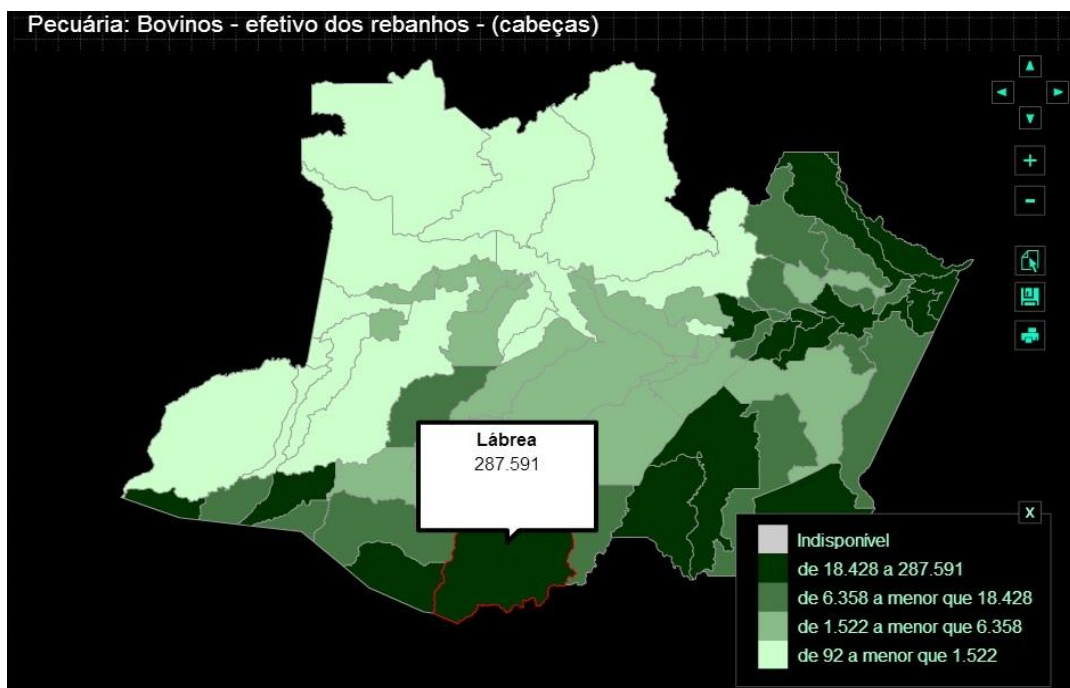 Pecuária: Bovinos - efetivo dos rebanhos - (cabeças)
+
-
Lábrea
287.591
X
Indisponível
de 18.428 a 287.591
de 6.358 a menor que 18.428
de 1.522 a menor que 6.358
de 92 a menor que 1.522